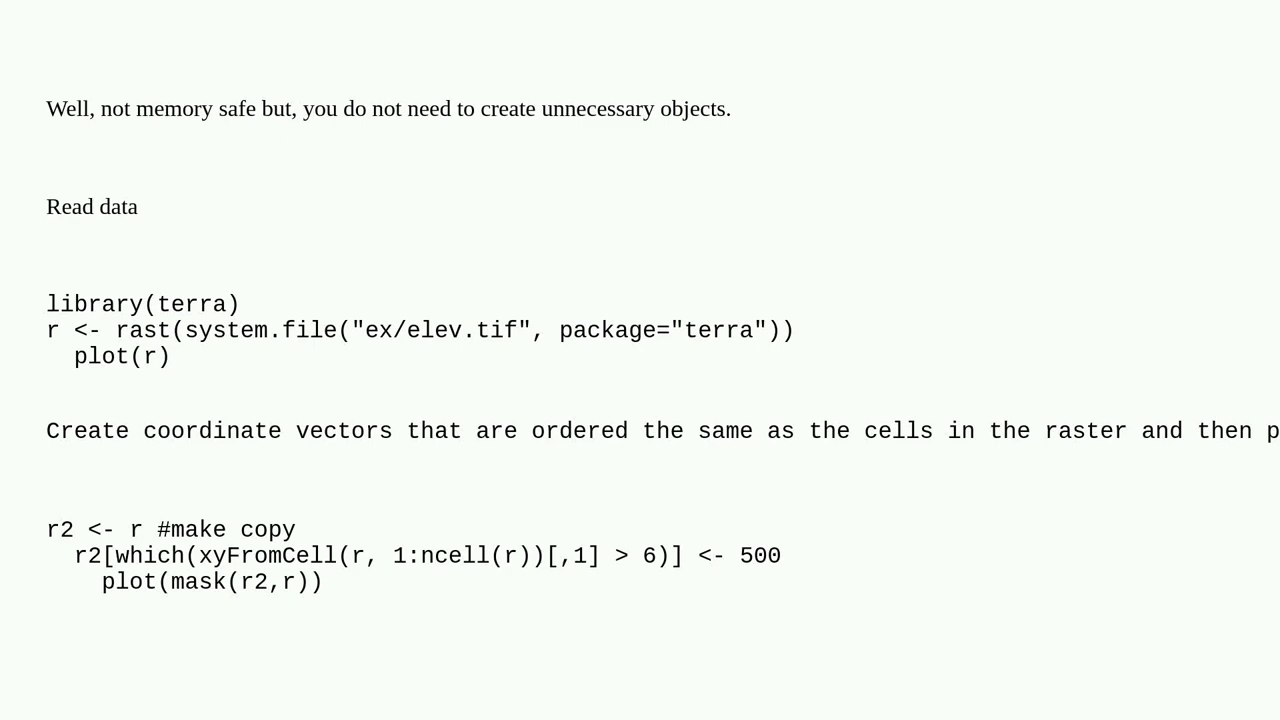 Well, not memory safe but, you do not need to create unnecessary objects.
Read data
library(terra)
r <- rast(system.file("ex/elev.tif", package="terra"))
  plot(r)
Create coordinate vectors that are ordered the same as the cells in the raster and then
r2 <- r #make copy
  r2[which(xyFromCell(r, 1:ncell(r))[,1] > 6)] <- 500
    plot(mask(r2,r))